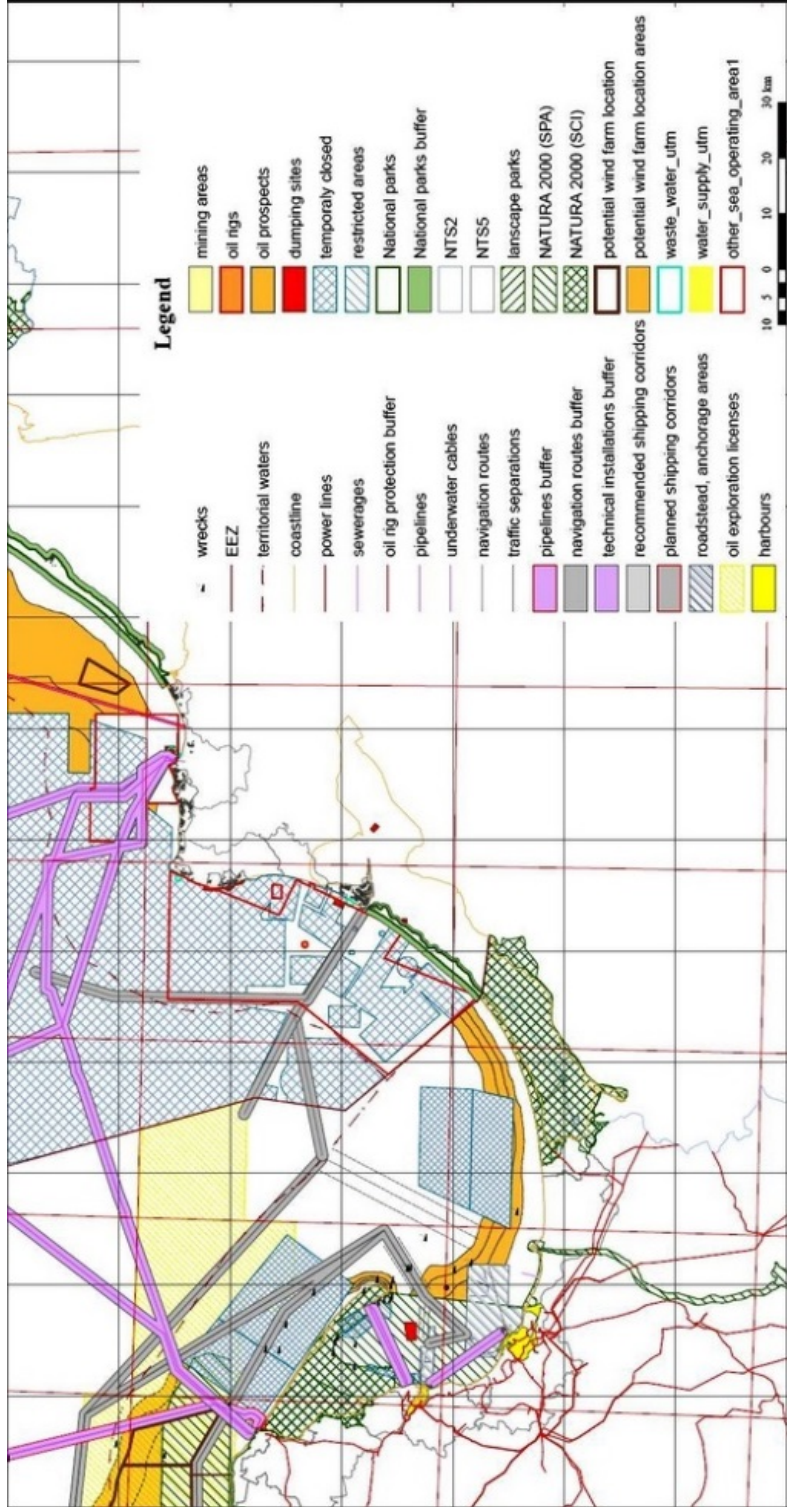 Legend
wrecks
EEZ
territorial waters
coastline
power lines
sewerages
oil rig protection buffer
pipelines
underwater cables
navigation routes
traffic separations
pipelines buffer
navigation routes buffer
technical installations buffer
recommended shipping corridors
planned shipping corridors
roadstead, anchorage areas
oil exploration licenses
harbours
mining areas
oil rigs
oil prospects
dumping sites
temporaly closed
restricted areas
National parks
National parks buffer
NTS2
NTS5
lanscape parks
NATURA 2000 (SPA)
NATURA 2000 (SCI)
potential wind farm location
potential wind farm location areas
waste_water_utm
water_supply_utm
other_sea_operating_area1
10 5 0 10 20 30 km